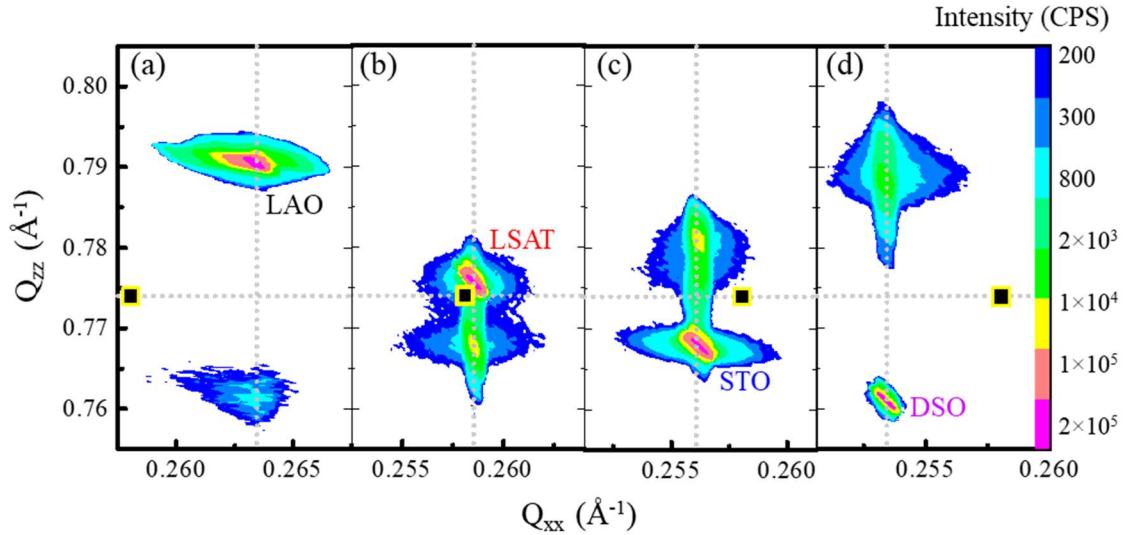 Intensity (CPS)
(a) (b) (c) (d)
200
300
800
2×10³
1×10⁴
1×10⁵
2×10⁵
0.80
0.79
0.78
0.77
0.76
Q_ZZ (Å⁻¹)
LAO
LSAT
STO
DSO
0.260 0.265 0.255 0.260 0.255 0.260 0.255 0.260
Q_xx (Å⁻¹)